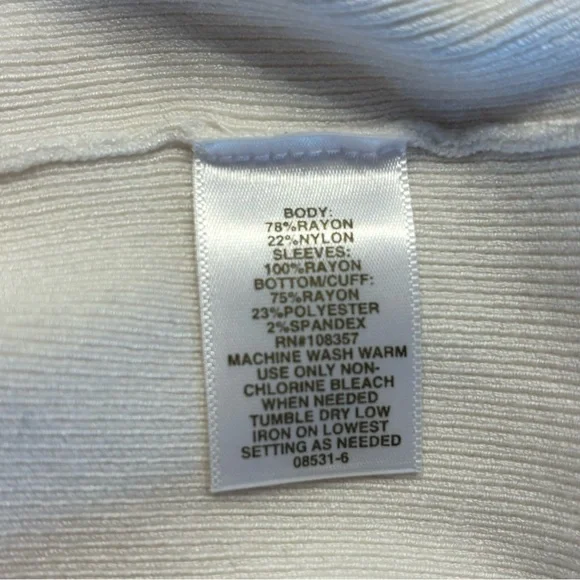 BODY:
78%RAYON
22%NYLON
SLEEVES:
100%RAYON
BOTTOM/CUFF:
75%RAYON
23%POLYESTER
2%SPANDEX
RN#108357
MACHINE WASH WARM
USE ONLY NON-
CHLORINE BLEACH
WHEN NEEDED
TUMBLE DRY LOW
IRON ON LOWEST
SETTING AS NEEDED
08531-6